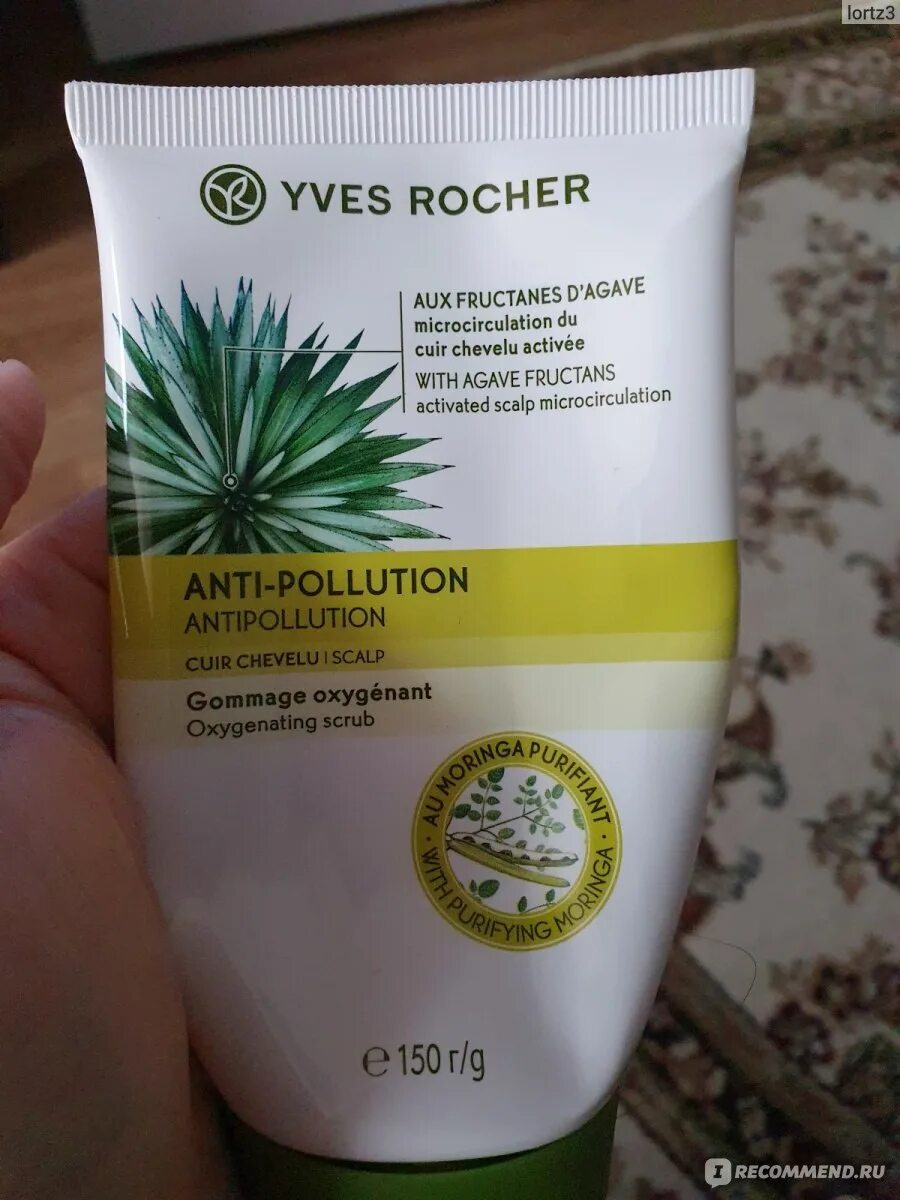 lortz3
YVES ROCHER
AUX FRUCTANES D'AGAVE
microcirculation du
cuir chevelu activée
WITH AGAVE FRUCTANS
activated scalp microcirculation
ANTI-POLLUTION
ANTIPOLLUTION
CUIR CHEVELU | SCALP
Gommage oxygénant
Oxygenating scrub
AU MORINGA PURIFIANT
WITH PURIFYING MORINGA
℮ 150 г/g
IRECOMMEND.RU